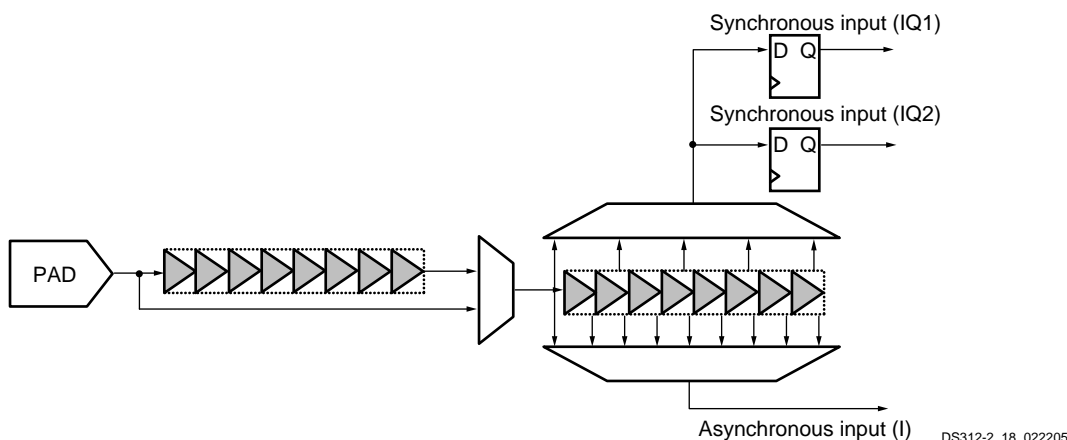 Synchronous input (IQ1)
D Q
Synchronous input (IQ2)
D Q
PAD
Asynchronous input (I)
DS312-2_18_022205